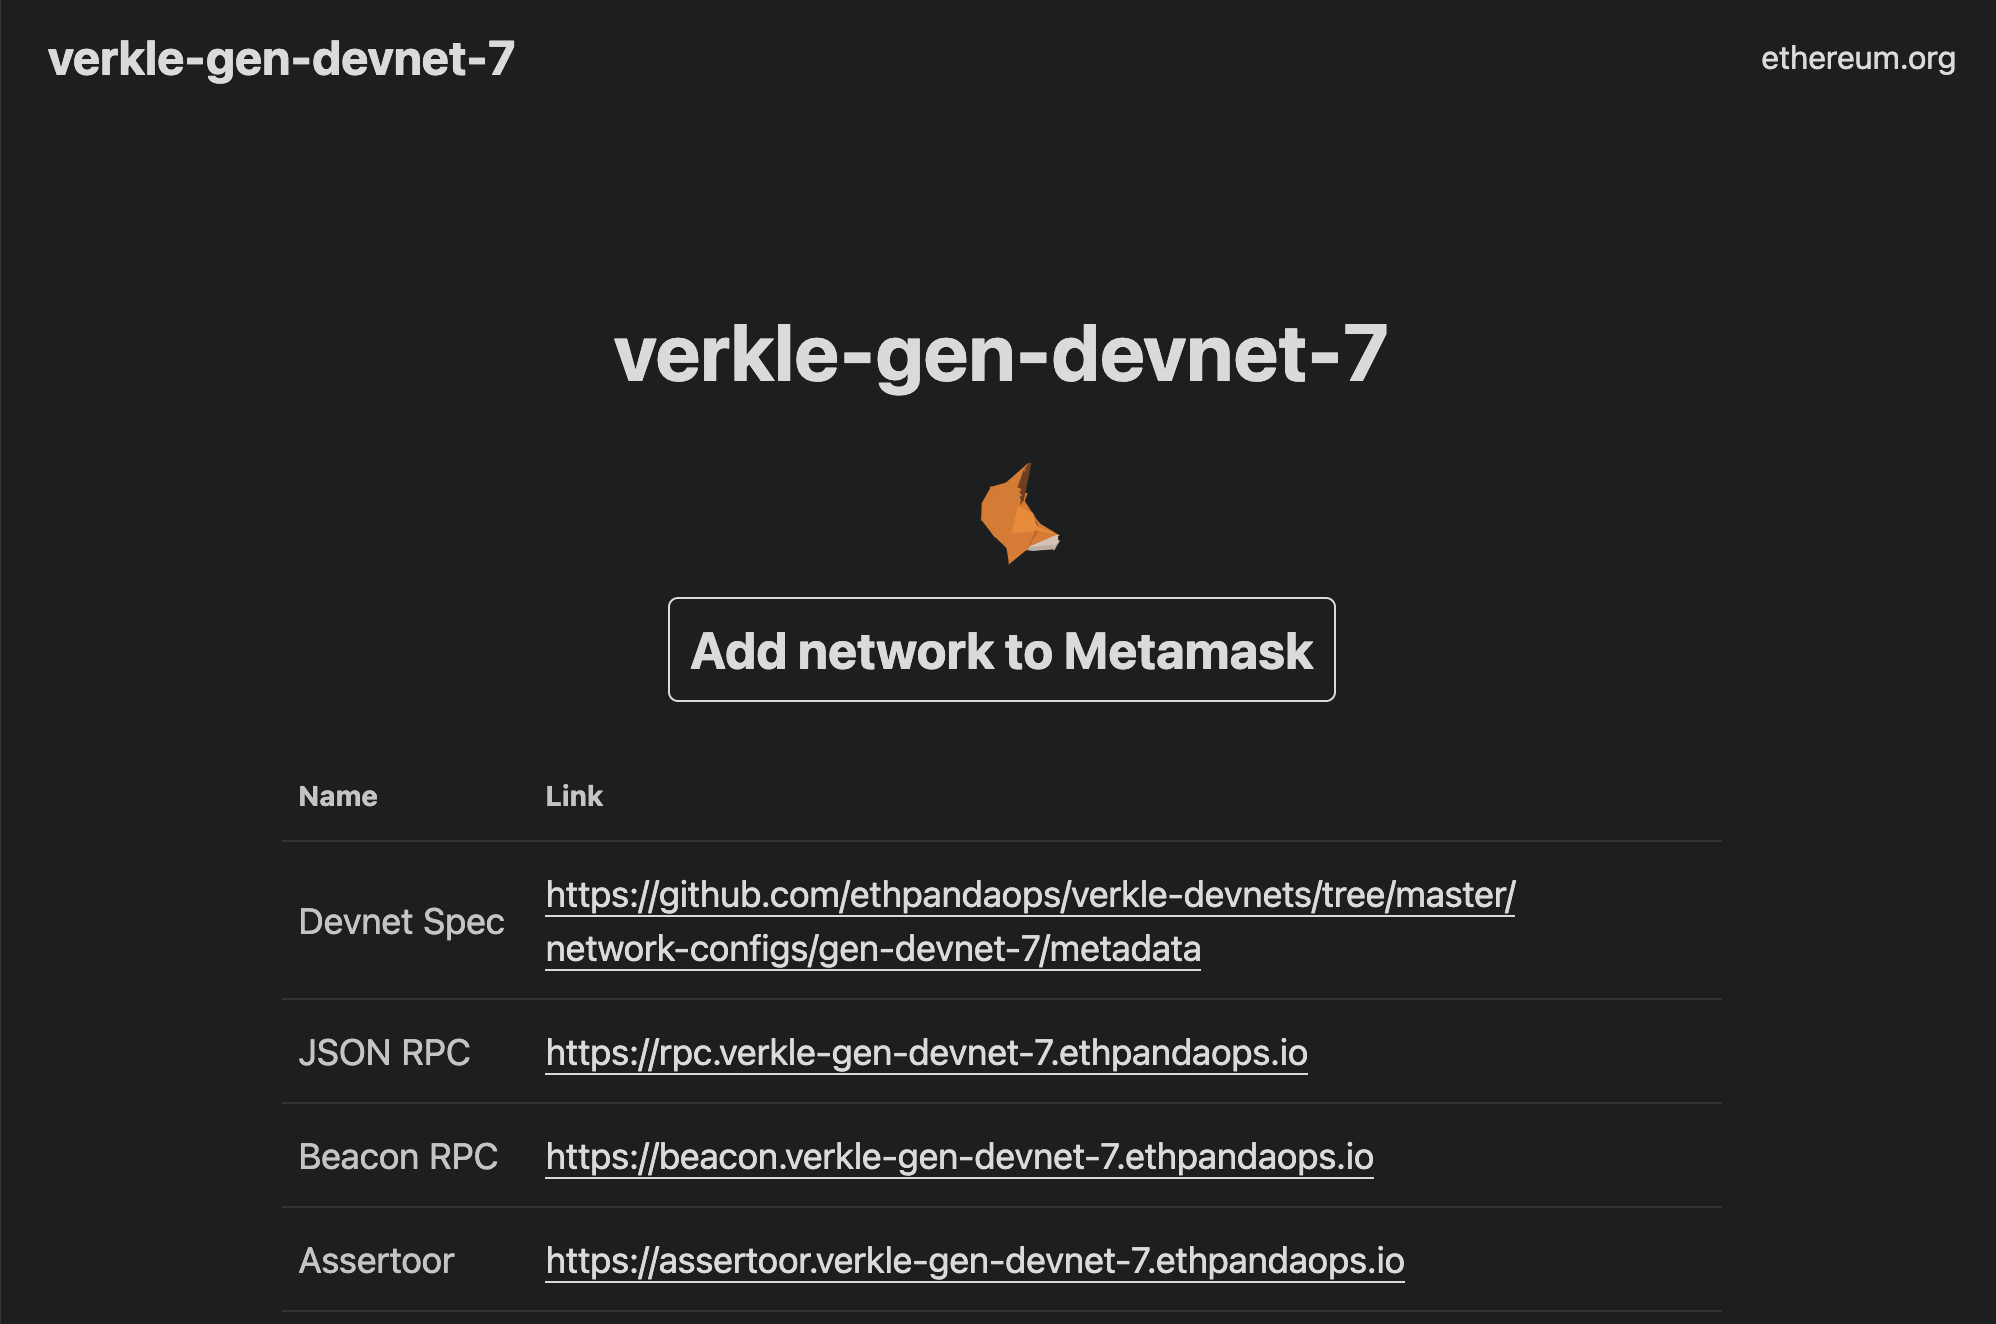 verkle-gen-devnet-7
ethereum.org
verkle-gen-devnet-7
Add network to Metamask
Name Link
Devnet Spec https://github.com/ethpandaops/verkle-devnets/tree/master/
network-configs/gen-devnet-7/metadata
JSON RPC https://rpc.verkle-gen-devnet-7.ethpandaops.io
Beacon RPC https://beacon.verkle-gen-devnet-7.ethpandaops.io
Assertoor https://assertoor.verkle-gen-devnet-7.ethpandaops.io